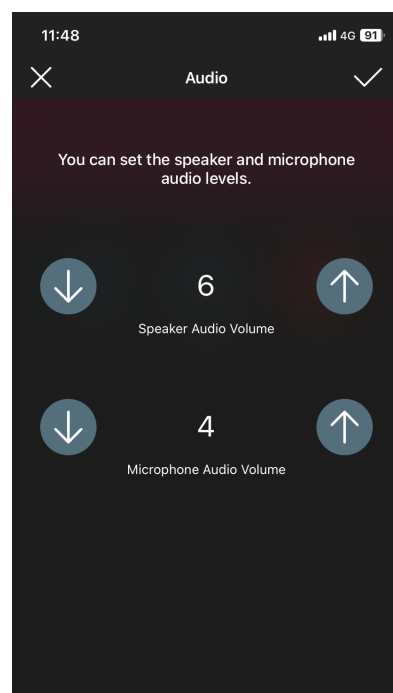 11:48
4G 91
Audio
You can set the speaker and microphone
audio levels.
6
Speaker Audio Volume
4
Microphone Audio Volume